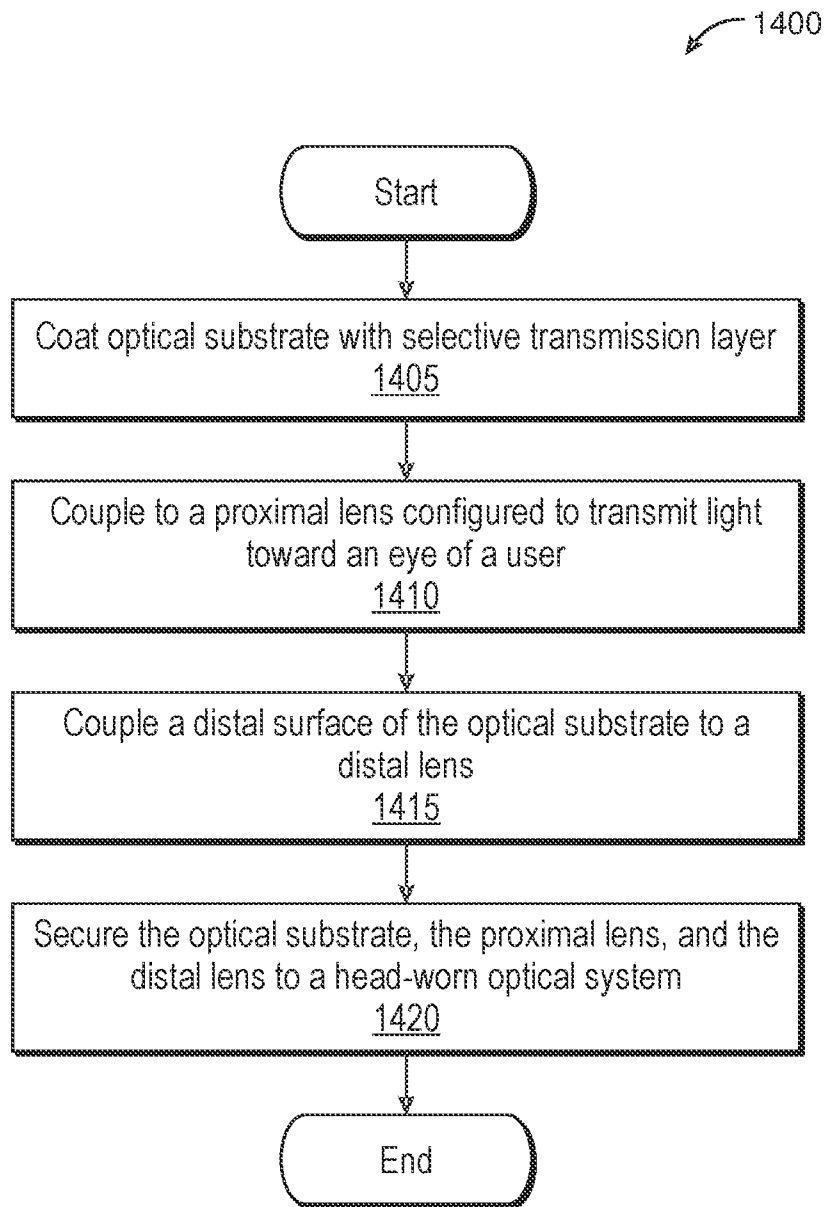 1400
Start
Coat optical substrate with selective transmission layer
1405
Couple to a proximal lens configured to transmit light
toward an eye of a user
1410
Couple a distal surface of the optical substrate to a
distal lens
1415
Secure the optical substrate, the proximal lens, and the
distal lens to a head-worn optical system
1420
End